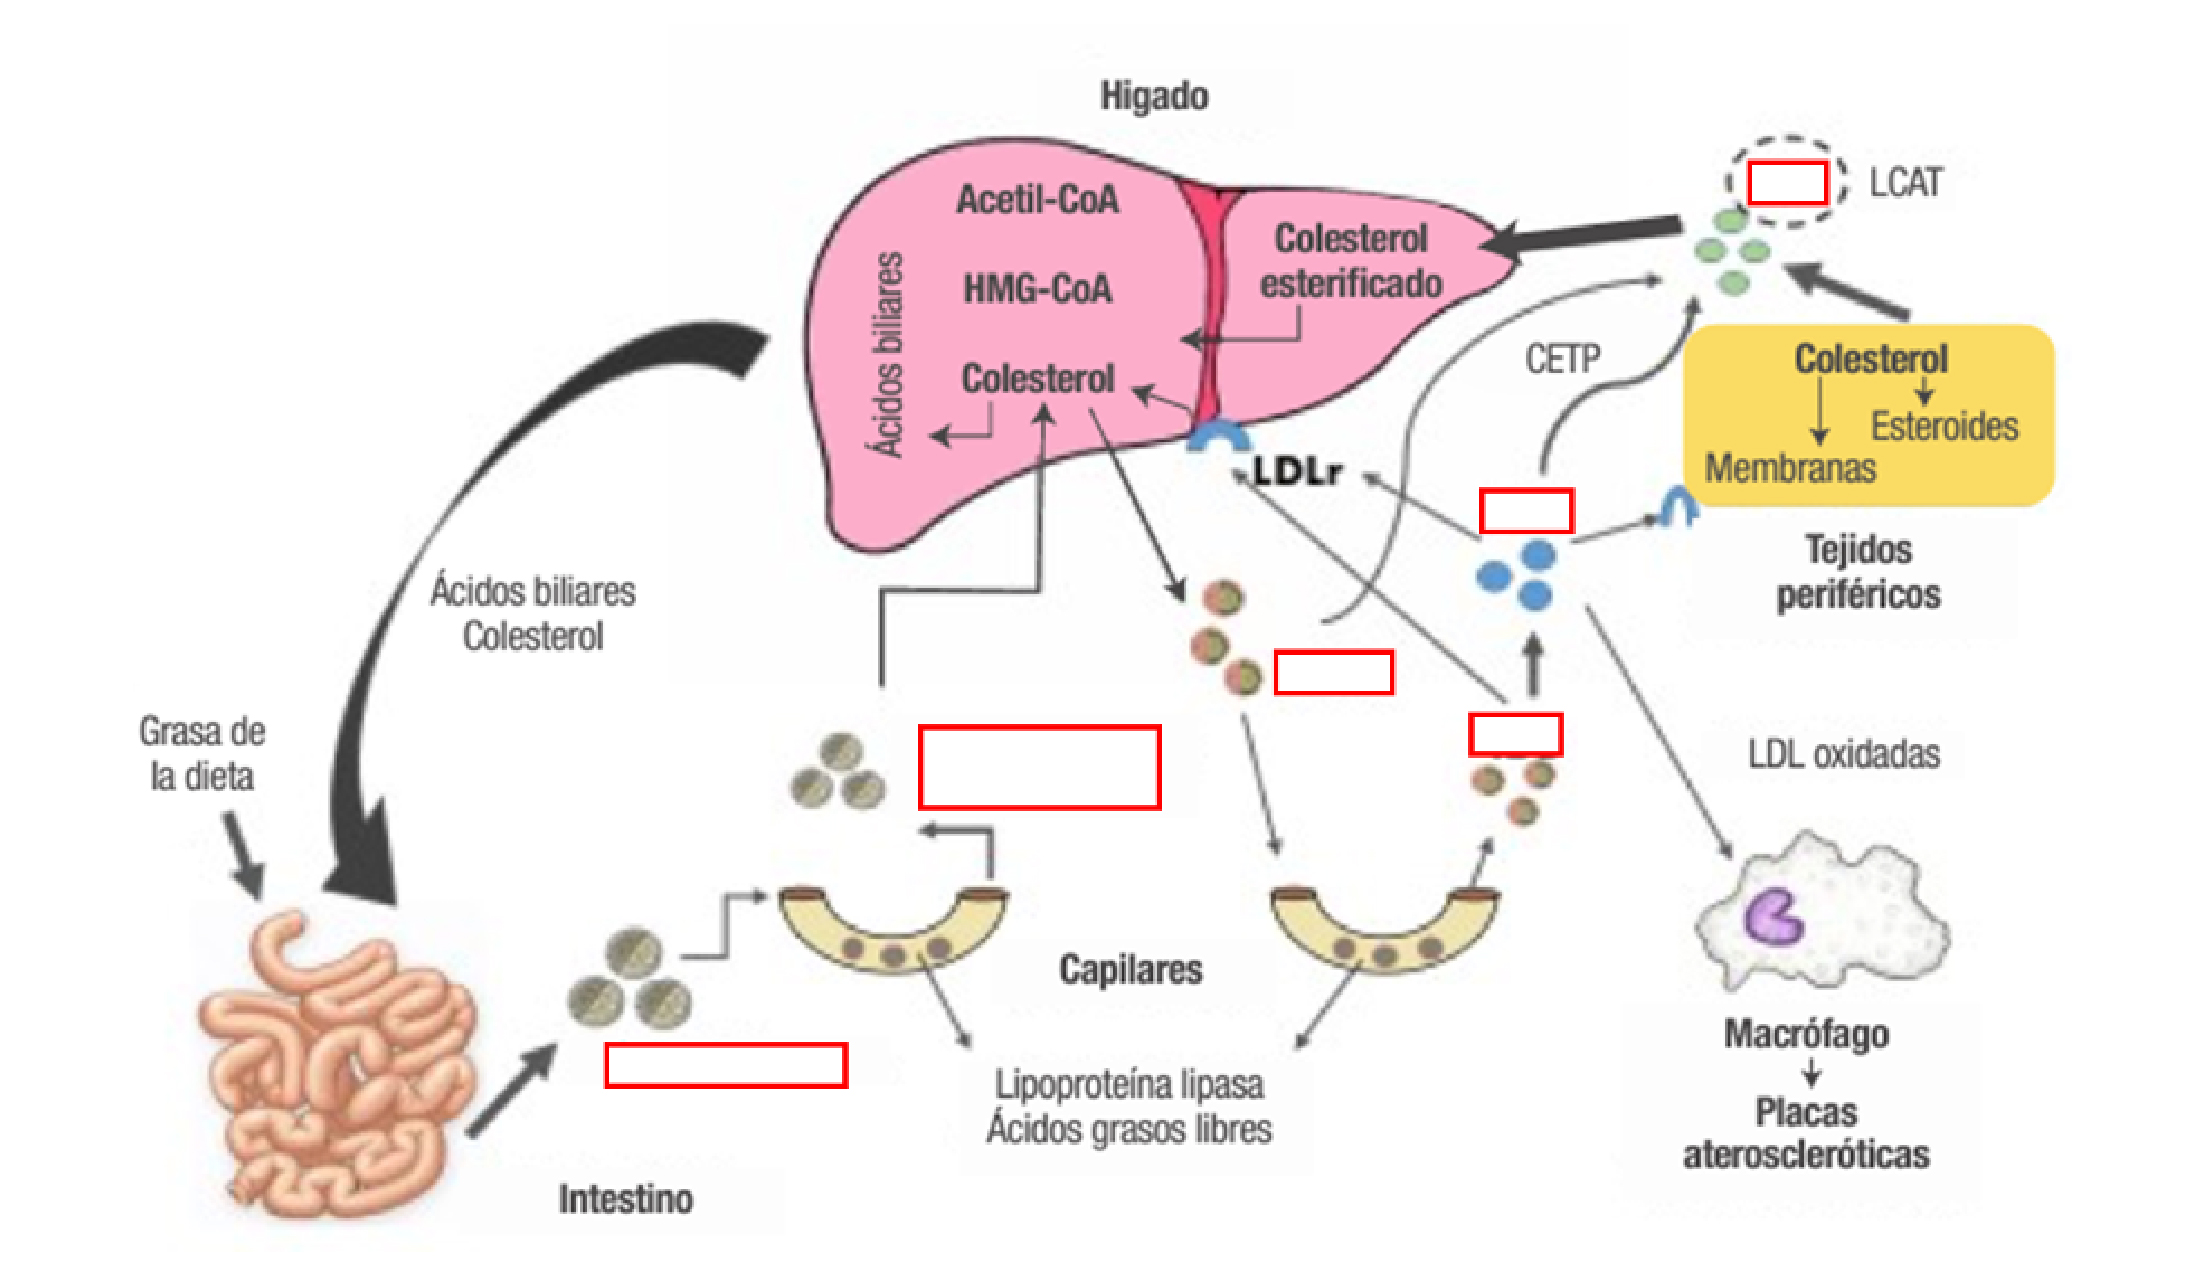 Higado
LCAT
Acetil-CoA
Colesterol
esterificado
HMG-CoA
Ácidos biliares
Colesterol
CETP
Colesterol
Esteroides
Membranas
LDLr
Tejidos
periféricos
Ácidos biliares
Colesterol
Grasa de
la dieta
LDL oxidadas
Capilares
Macrófago
Placas
ateroscleróticas
Lipoproteína lipasa
Ácidos grasos libres
Intestino